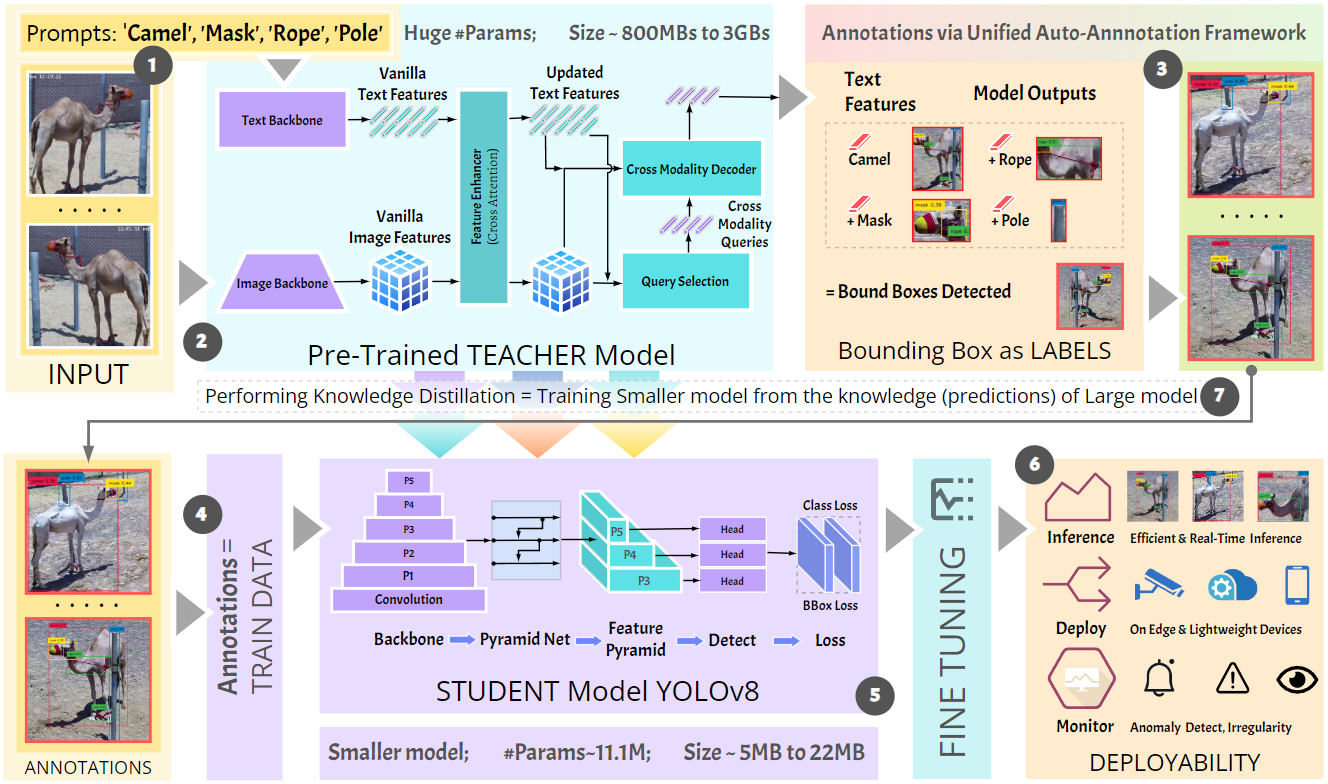 Prompts: 'Camel', 'Mask', 'Rope', 'Pole'
1
INPUT
Huge #Params; Size ~ 800MBs to 3GBs
Text Backbone
Vanilla
Text Features
Feature Enhancer
(Cross Attention)
Updated
Text Features
Cross Modality Decoder
Cross
Modality
Queries
Vanilla
Image Features
Image Backbone
Query Selection
2
Pre-Trained TEACHER Model
Annotations via Unified Auto-Annnotation Framework
3
Text
Features
Model Outputs
Camel
+ Rope
+ Mask
+ Pole
= Bound Boxes Detected
Bounding Box as LABELS
Performing Knowledge Distillation = Training Smaller model from the knowledge (predictions) of Large model
7
ANNOTATIONS
4
Annotations =
TRAIN DATA
P5
P4
P3
P2
P1
Convolution
P5
P4
P3
Head
Head
Head
Class Loss
BBox Loss
Backbone
Pyramid Net
Feature
Pyramid
Detect
Loss
STUDENT Model YOLOv8
5
Smaller model; #Params~11.1M; Size ~ 5MB to 22MB
FINE TUNING
6
Inference
Efficient & Real-Time Inference
Deploy
On Edge & Lightweight Devices
Monitor
Anomaly Detect, Irregularity
DEPLOYABILITY